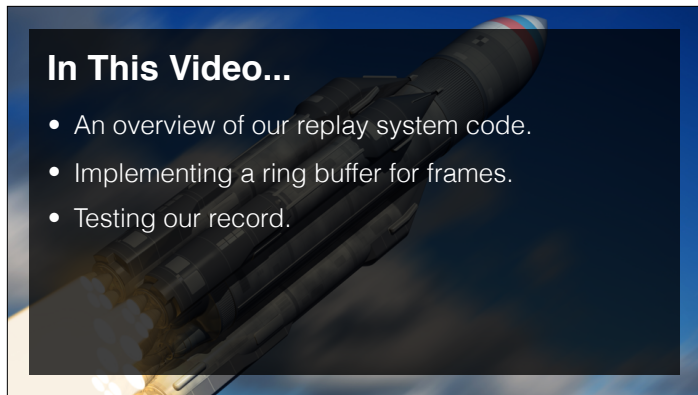 In This Video...
• An overview of our replay system code.
• Implementing a ring buffer for frames.
• Testing our record.